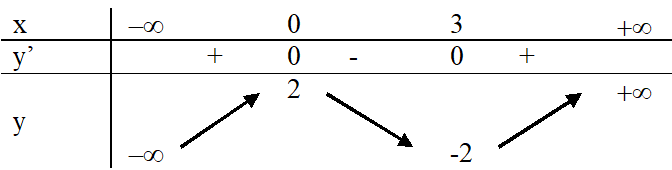 x −∞ 0 3 +∞
y’ + 0 - 0 +
2 +∞
y
−∞ -2